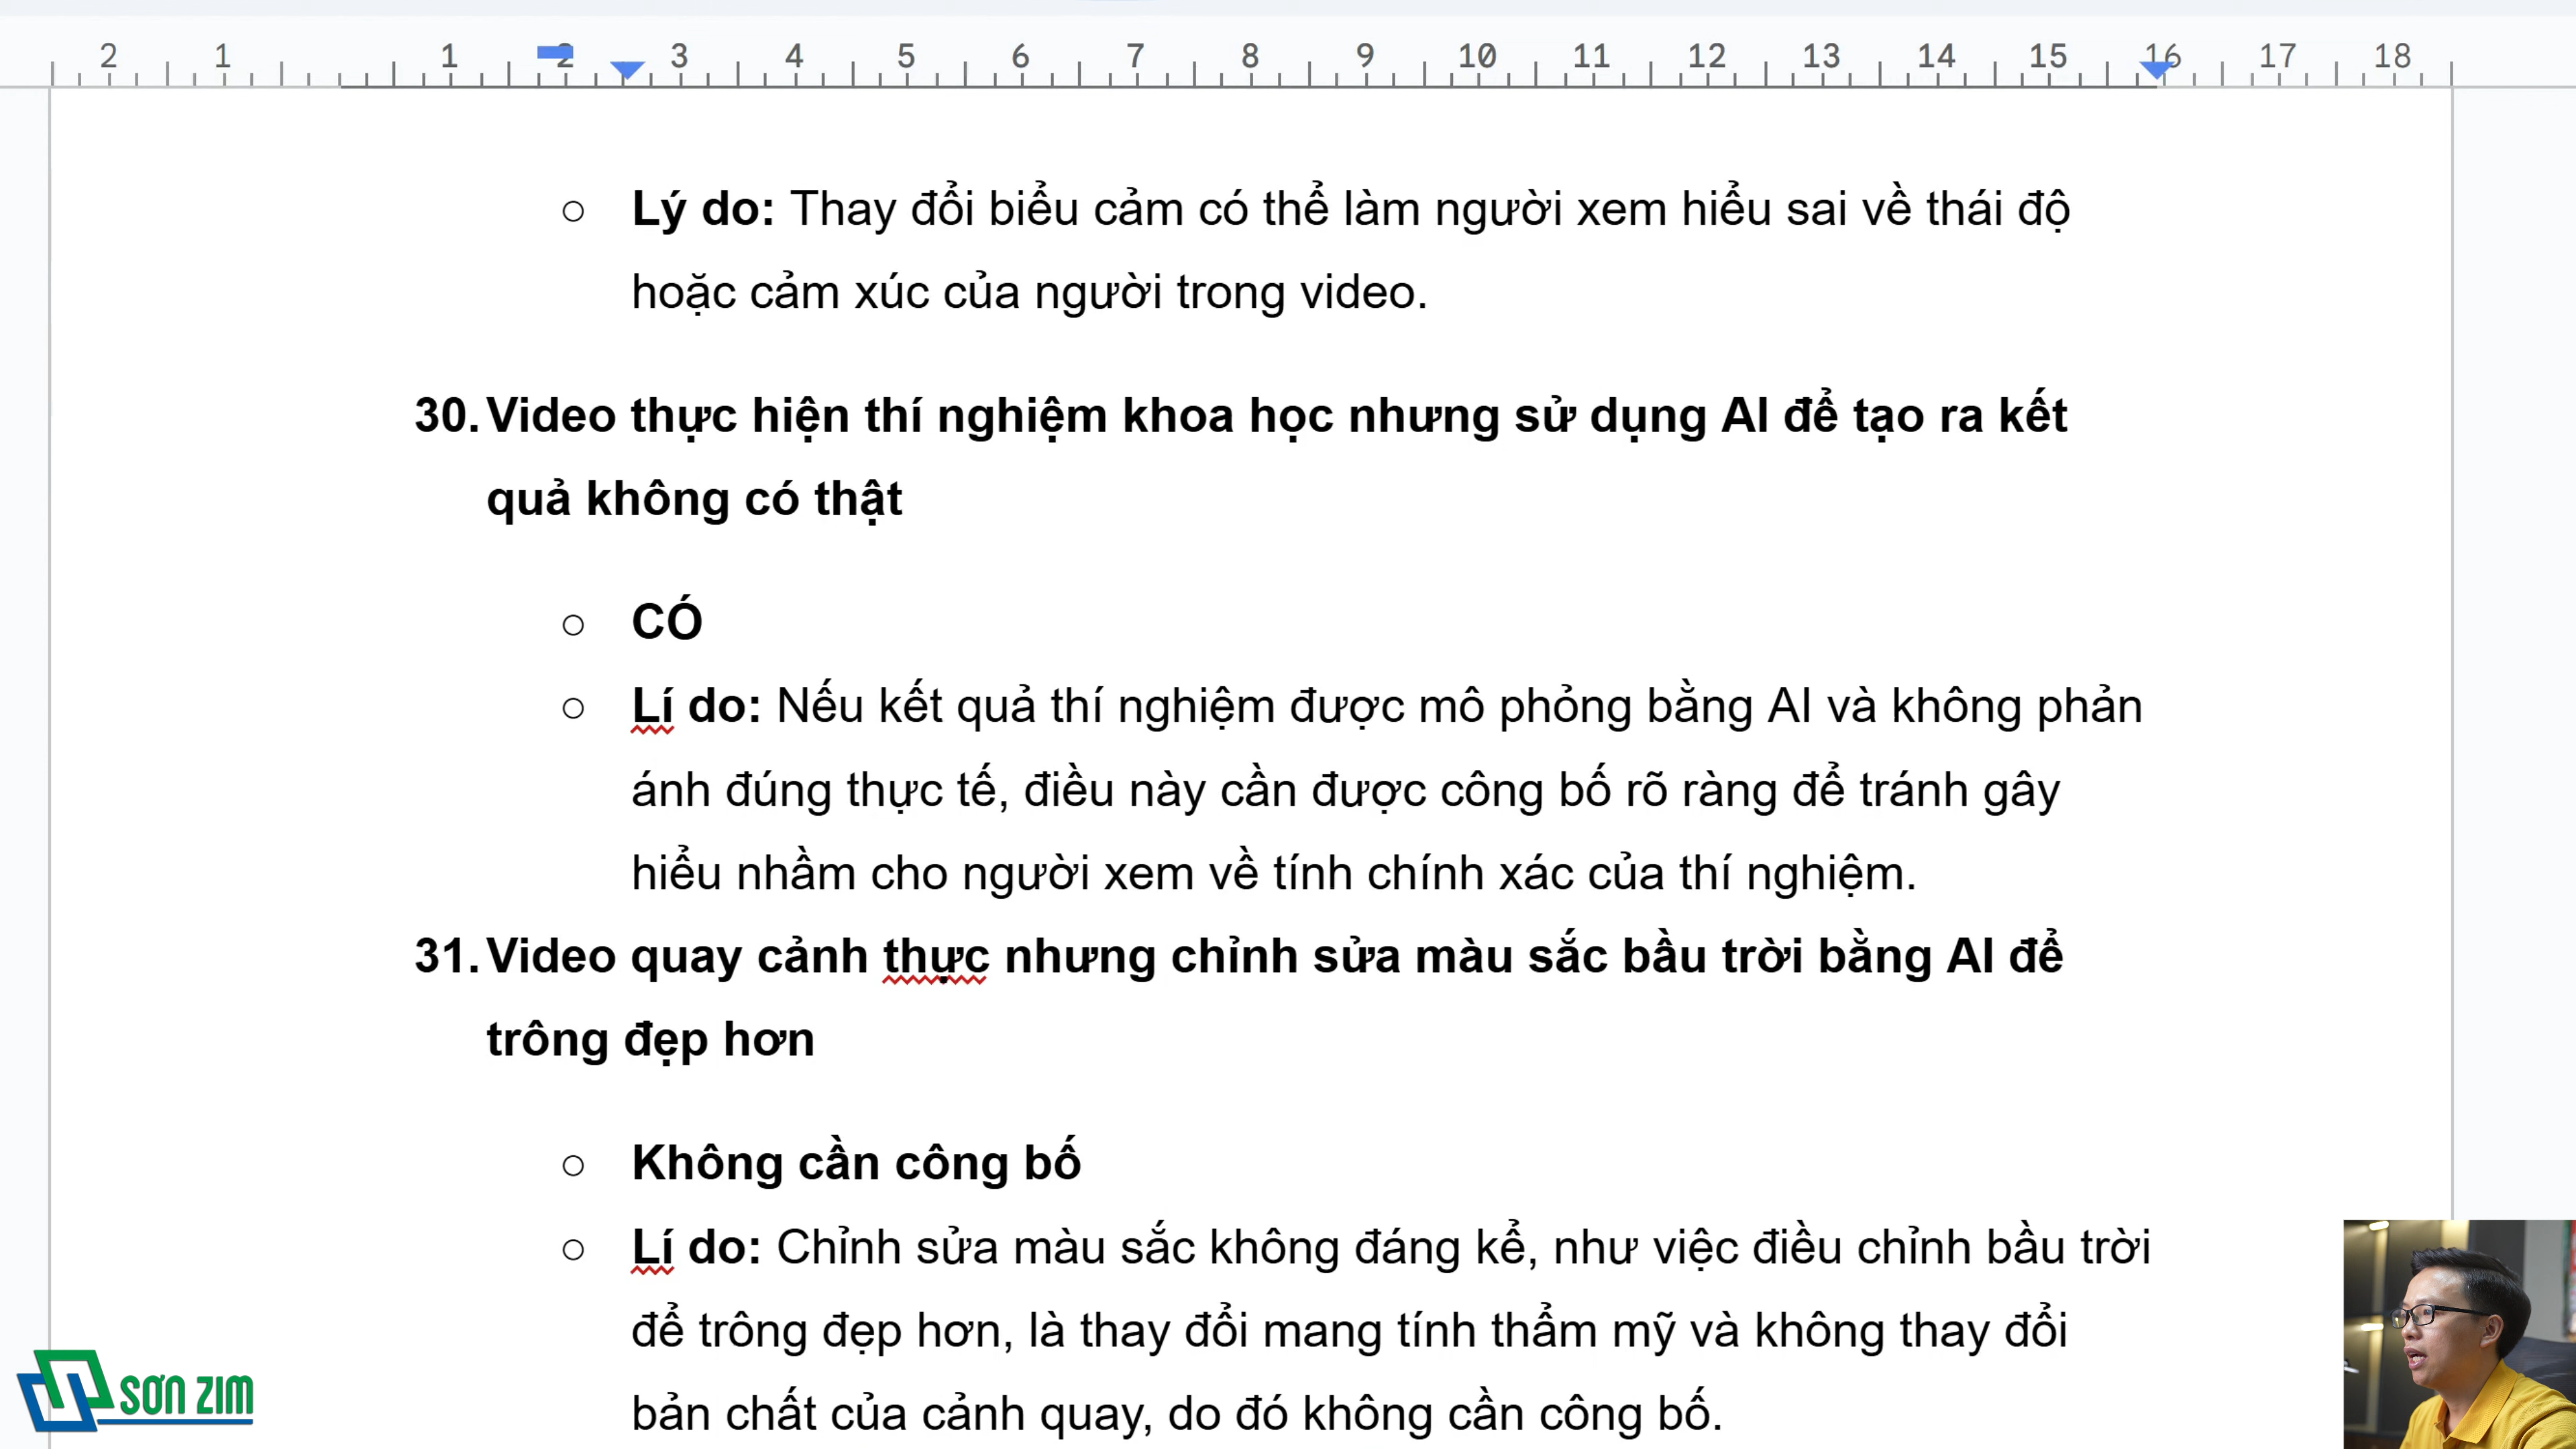 2 1 1 2 3 4 5 6 7 8 9 10 11 12 13 14 15 16 17 18
○ Lý do: Thay đổi biểu cảm có thể làm người xem hiểu sai về thái độ
hoặc cảm xúc của người trong video.
30. Video thực hiện thí nghiệm khoa học nhưng sử dụng AI để tạo ra kết
quả không có thật
○ CÓ
○ Lí do: Nếu kết quả thí nghiệm được mô phỏng bằng AI và không phản
ánh đúng thực tế, điều này cần được công bố rõ ràng để tránh gây
hiểu nhầm cho người xem về tính chính xác của thí nghiệm.
31. Video quay cảnh thực nhưng chỉnh sửa màu sắc bầu trời bằng AI để
trông đẹp hơn
○ Không cần công bố
○ Lí do: Chỉnh sửa màu sắc không đáng kể, như việc điều chỉnh bầu trời
để trông đẹp hơn, là thay đổi mang tính thẩm mỹ và không thay đổi
bản chất của cảnh quay, do đó không cần công bố.
SƠN ZIM